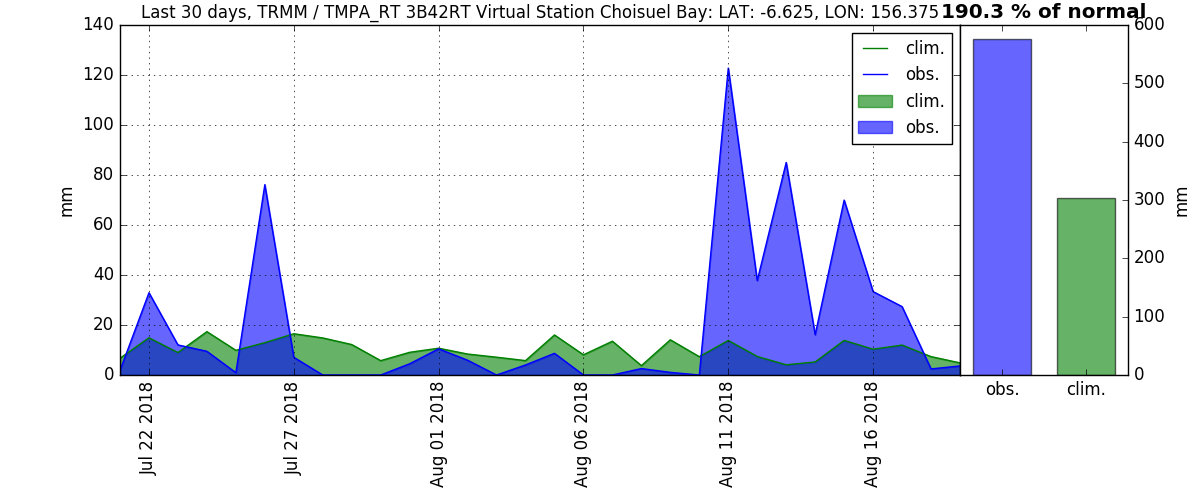 Last 30 days, TRMM / TMPA_RT 3B42RT Virtual Station Choisuel Bay: LAT: -6.625, LON: 156.375 190.3 % of normal
mm
140
120
100
80
60
40
20
0
clim.
obs.
clim.
obs.
Jul 22 2018
Jul 27 2018
Aug 01 2018
Aug 06 2018
Aug 11 2018
Aug 16 2018
600
500
400
300
200
100
0
mm
obs.
clim.